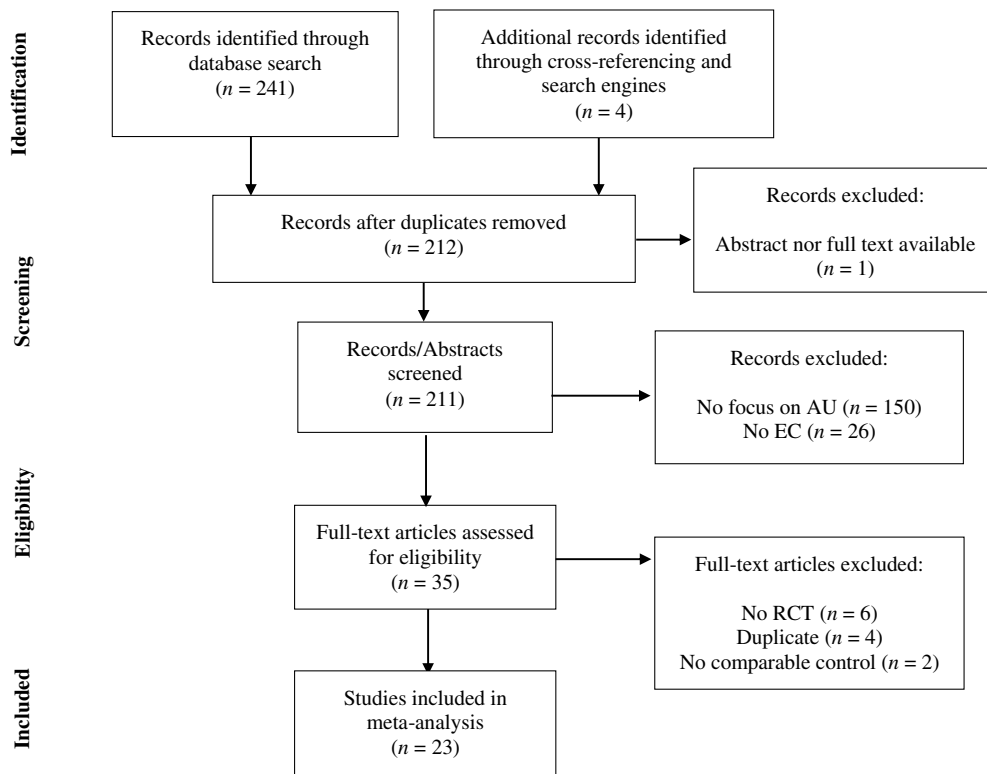 Identification
Records identified through
database search
(n = 241)
Additional records identified
through cross-referencing and
search engines
(n = 4)
Records after duplicates removed
(n = 212)
Records excluded:
Abstract nor full text available
(n = 1)
Screening
Records/Abstracts
screened
(n = 211)
Records excluded:
No focus on AU (n = 150)
No EC (n = 26)
Eligibility
Full-text articles assessed
for eligibility
(n = 35)
Full-text articles excluded:
No RCT (n = 6)
Duplicate (n = 4)
No comparable control (n = 2)
Included
Studies included in
meta-analysis
(n = 23)